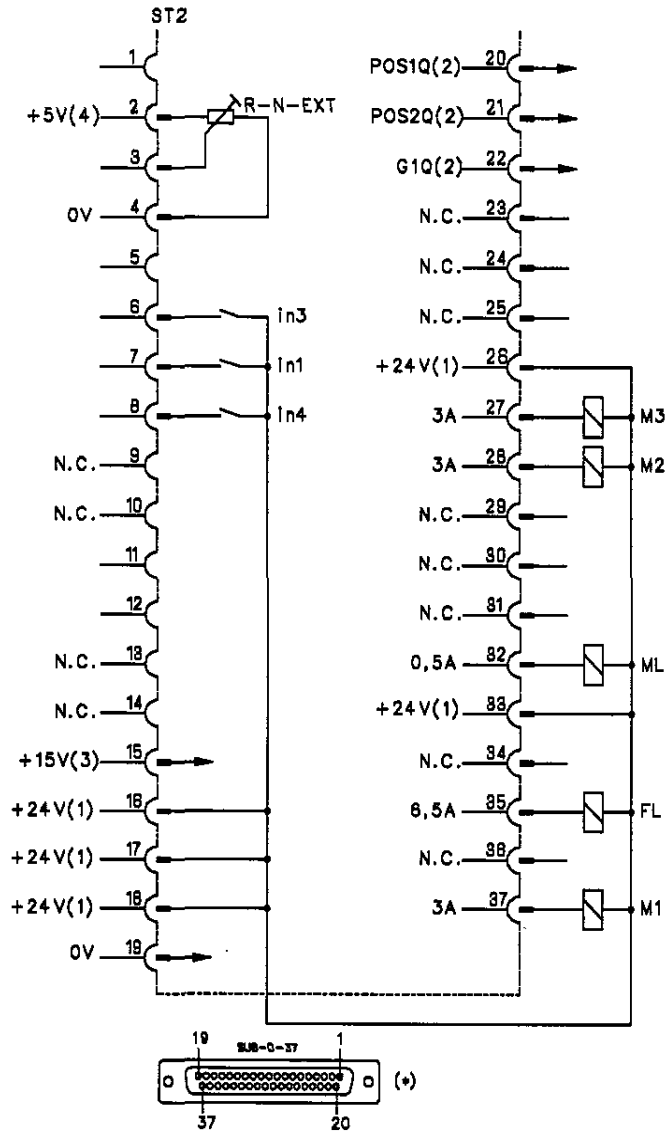 ST2
1
+5V(4) 2
R-N-EXT
3
0V 4
5
6 in3
7 in1
8 in4
N.C. 9
N.C. 10
11
12
N.C. 13
N.C. 14
+15V(3) 15
+24V(1) 16
+24V(1) 17
+24V(1) 18
0V 19
POS1Q(2) 20
POS2Q(2) 21
G1Q(2) 22
N.C. 23
N.C. 24
N.C. 25
+24V(1) 26
3A 27 M3
3A 28 M2
N.C. 29
N.C. 30
N.C. 31
0,5A 32 ML
+24V(1) 33
N.C. 34
6,5A 35 FL
N.C. 36
3A 37 M1
19 SUB-D-37 1
(*)
37 20